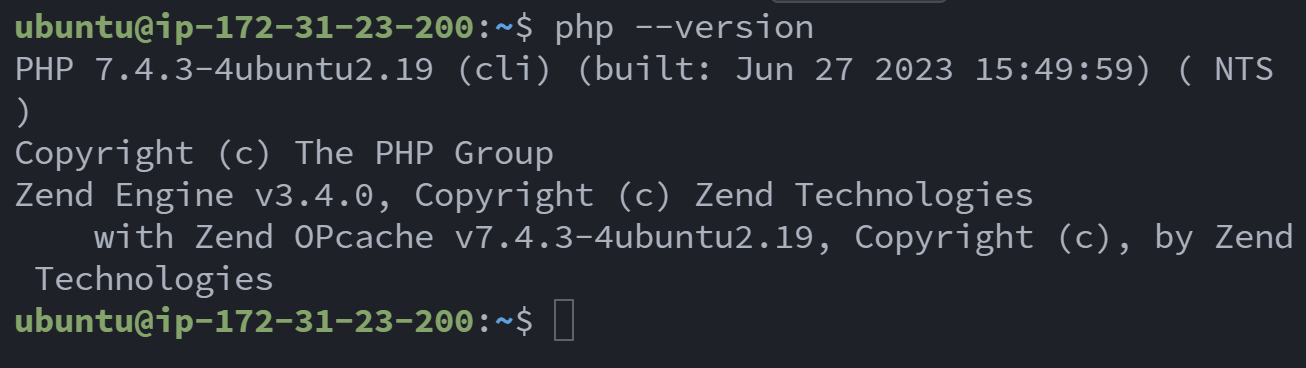 ubuntu@ip-172-31-23-200:~$ php --version
PHP 7.4.3-4ubuntu2.19 (cli) (built: Jun 27 2023 15:49:59) ( NTS
)
Copyright (c) The PHP Group
Zend Engine v3.4.0, Copyright (c) Zend Technologies
    with Zend OPcache v7.4.3-4ubuntu2.19, Copyright (c), by Zend
 Technologies
ubuntu@ip-172-31-23-200:~$